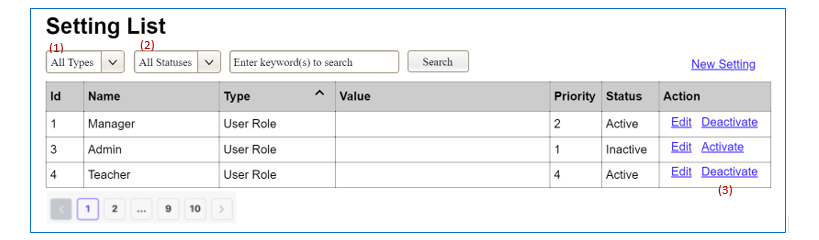 Setting List
(1) (2)
All Types All Statuses Enter keyword(s) to search Search New Setting
Id Name Type Value Priority Status Action
1 Manager User Role 2 Active Edit Deactivate
3 Admin User Role 1 Inactive Edit Activate
4 Teacher User Role 4 Active Edit Deactivate
(3)
< 1 2 ... 9 10 >